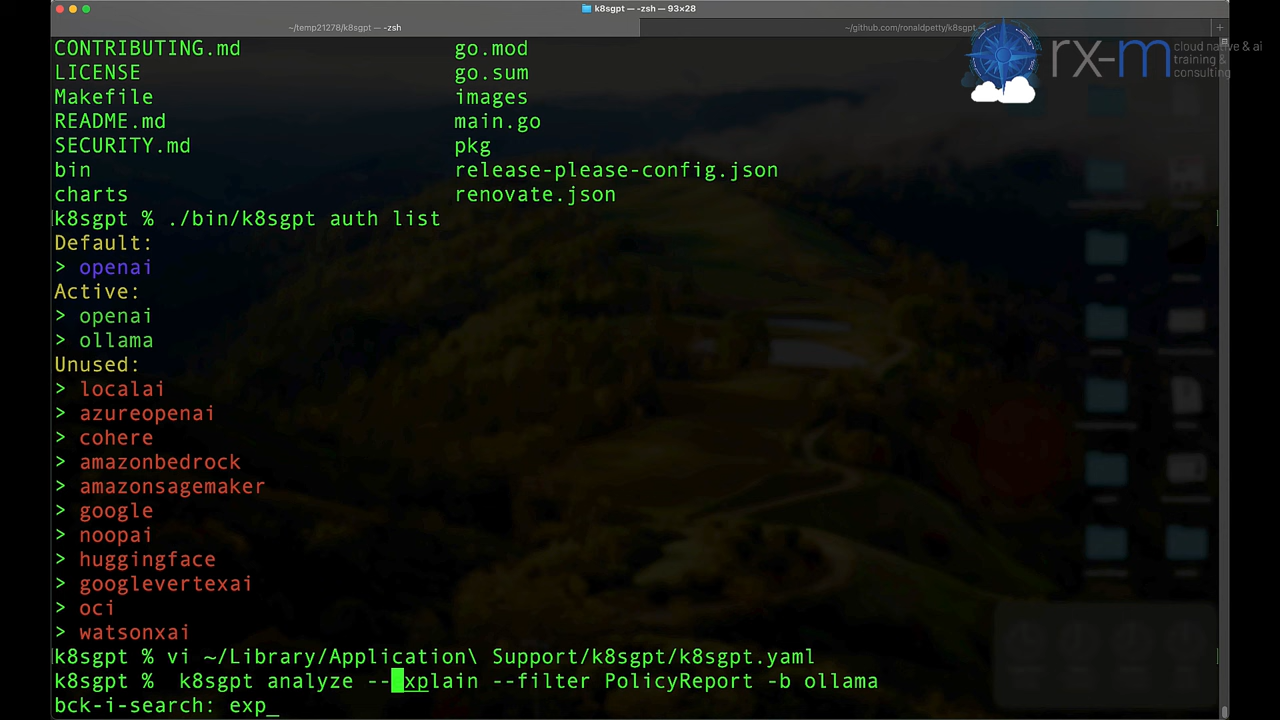 k8sgpt — -zsh — 93×28
~/temp21278/k8sgpt — -zsh
~/github.com/ronaldpetty/k8sgpt
+
rx-m cloud native & ai
training &
consulting
CONTRIBUTING.md go.mod
LICENSE go.sum
Makefile images
README.md main.go
SECURITY.md pkg
bin release-please-config.json
charts renovate.json
k8sgpt % ./bin/k8sgpt auth list
Default:
> openai
Active:
> openai
> ollama
Unused:
> localai
> azureopenai
> cohere
> amazonbedrock
> amazonsagemaker
> google
> noopai
> huggingface
> googlevertexai
> oci
> watsonxai
k8sgpt % vi ~/Library/Application\ Support/k8sgpt/k8sgpt.yaml
k8sgpt %  k8sgpt analyze --explain --filter PolicyReport -b ollama
bck-i-search: exp_